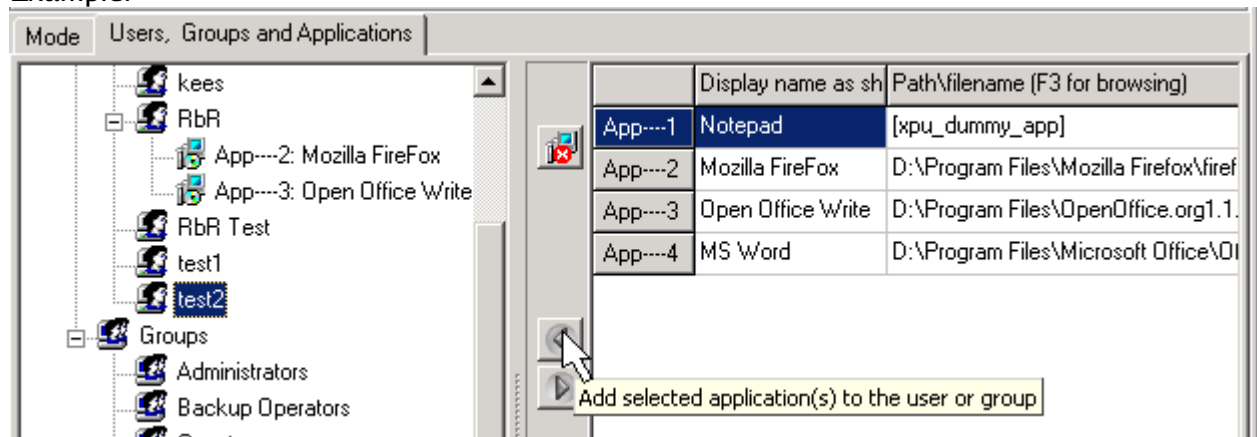 Example:
Mode Users, Groups and Applications
kees
RbR
App----2: Mozilla FireFox
App----3: Open Office Write
RbR Test
test1
test2
Groups
Administrators
Backup Operators
Display name as sh Path\filename (F3 for browsing)
App----1 Notepad [xpu_dummy_app]
App----2 Mozilla FireFox D:\Program Files\Mozilla Firefox\firef
App----3 Open Office Write D:\Program Files\OpenOffice.org1.1.
App----4 MS Word D:\Program Files\Microsoft Office\
Add selected application(s) to the user or group